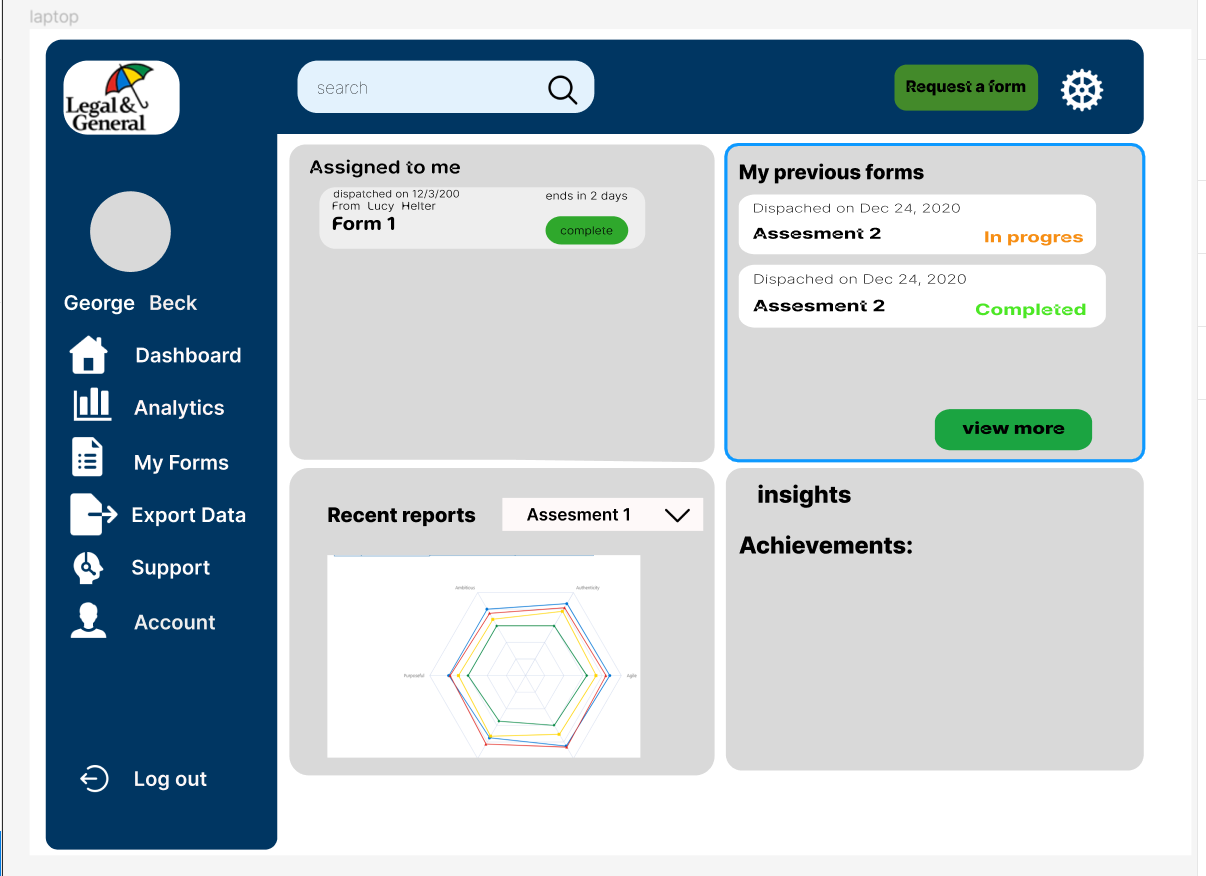 laptop
Legal &
General
search
Request a form
George Beck
Dashboard
Analytics
My Forms
Export Data
Support
Account
Log out
Assigned to me
dispatched on 12/3/200
From Lucy Helter
ends in 2 days
Form 1
complete
My previous forms
Dispached on Dec 24, 2020
Assesment 2
In progres
Dispached on Dec 24, 2020
Assesment 2
Completed
view more
Recent reports
Assesment 1
Ambitious
Authenticity
Purposeful
Agile
insights
Achievements: